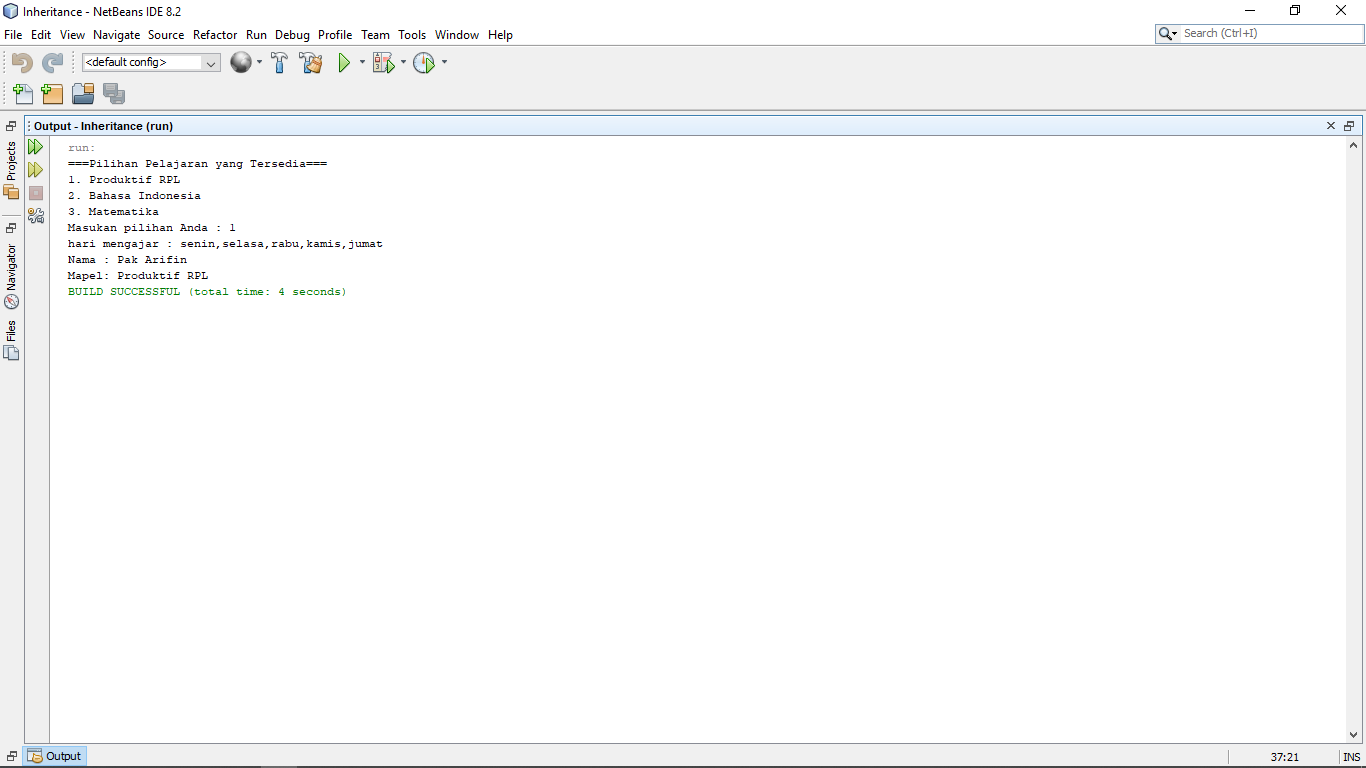 Inheritance - NetBeans IDE 8.2
File Edit View Navigate Source Refactor Run Debug Profile Team Tools Window Help
Search (Ctrl+I)
<default config>
Output - Inheritance (run)
Projects
Navigator
Files
run:
===Pilihan Pelajaran yang Tersedia===
1. Produktif RPL
2. Bahasa Indonesia
3. Matematika
Masukan pilihan Anda : 1
hari mengajar : senin,selasa,rabu,kamis,jumat
Nama : Pak Arifin
Mapel: Produktif RPL
BUILD SUCCESSFUL (total time: 4 seconds)
Output
37:21
INS